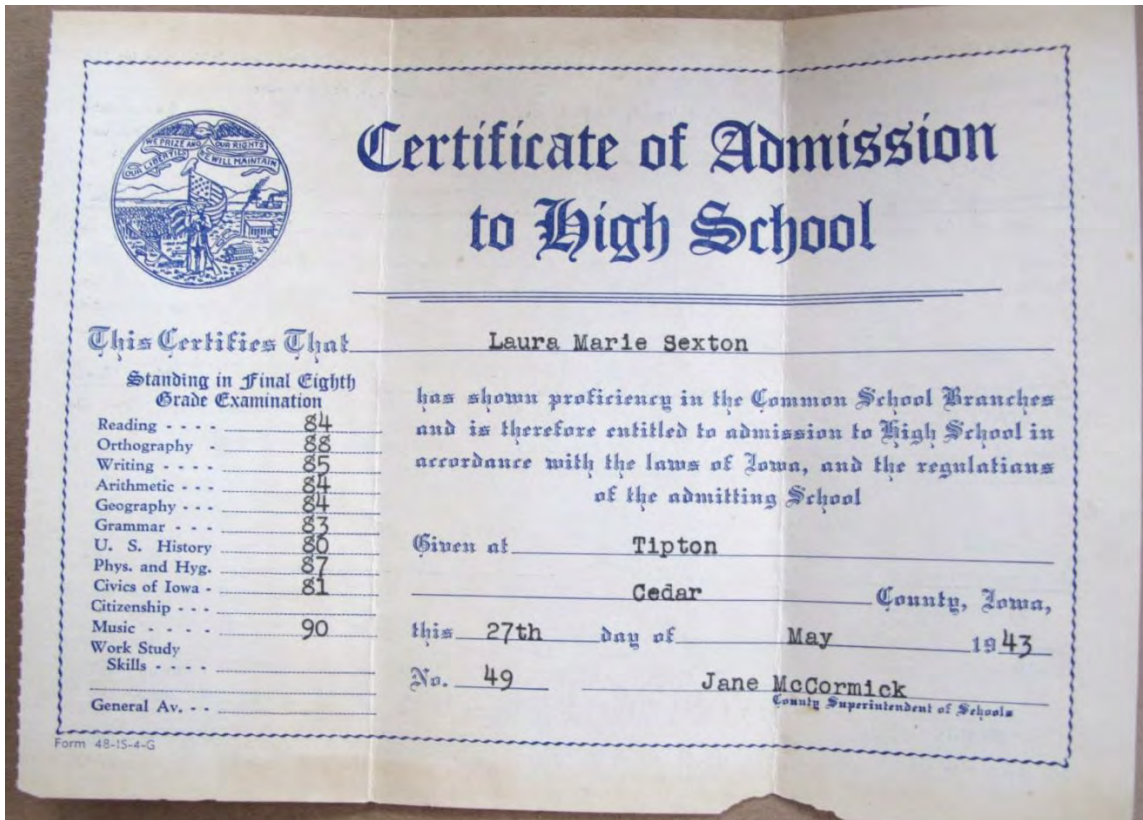 WE PRIZE AND OUR RIGHTS
OUR LIBERTIES WE WILL MAINTAIN
Certificate of Admission
to High School
This Certifies That Laura Marie Sexton
Standing in Final Eighth
Grade Examination
Reading - - - - 84
Orthography - 88
Writing - - - - 85
Arithmetic - - - 84
Geography - - - 84
Grammar - - - 83
U. S. History 80
Phys. and Hyg. 87
Civics of Iowa - 81
Citizenship - - -
Music - - - - 90
Work Study
Skills - - - -
General Av. - -
has shown proficiency in the Common School Branches
and is therefore entitled to admission to High School in
accordance with the laws of Iowa, and the regulations
of the admitting School
Given at Tipton
Cedar County, Iowa,
this 27th day of May 1943
No. 49 Jane McCormick
County Superintendent of Schools
Form 48-1S-4-G